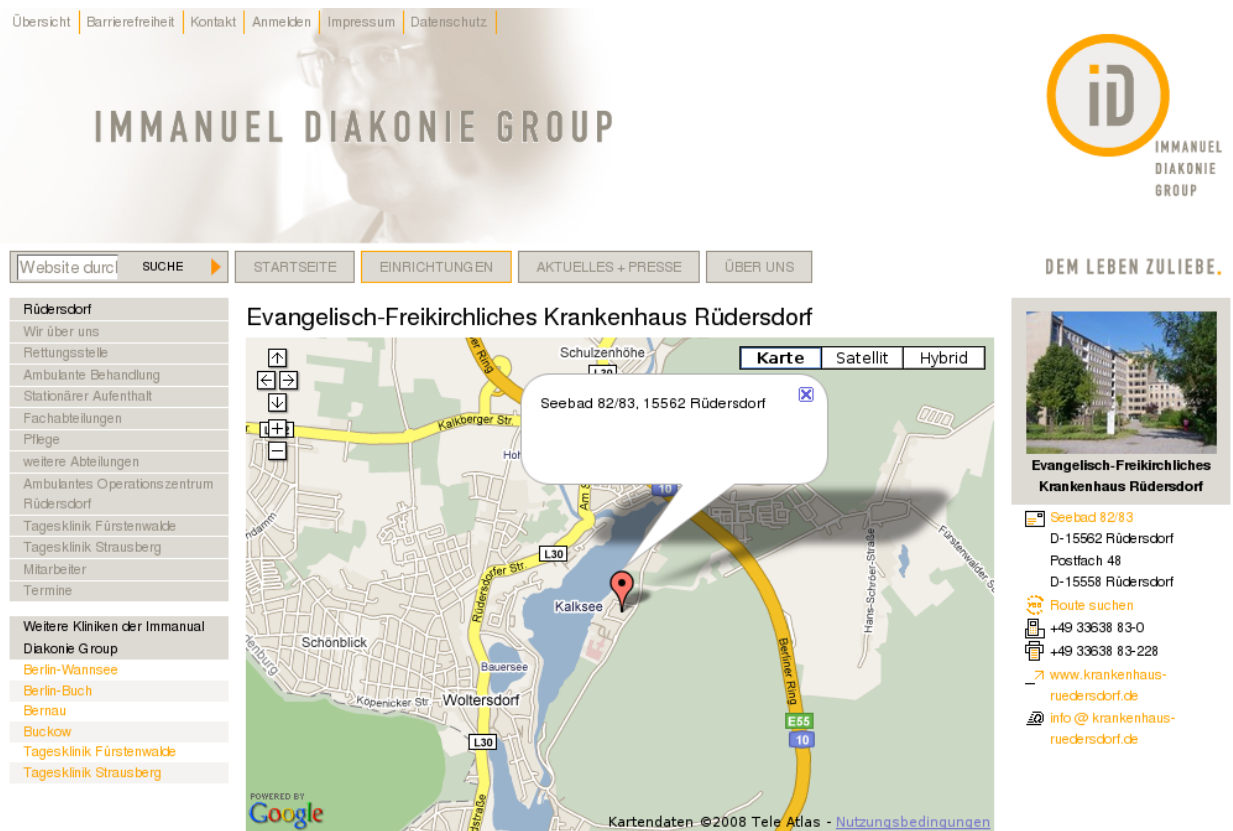 Übersicht
Barrierefreiheit
Kontakt
Anmelden
Impressum
Datenschutz
IMMANUEL DIAKONIE GROUP
iD
IMMANUEL
DIAKONIE
GROUP
Website durcl
SUCHE
STARTSEITE
EINRICHTUNGEN
AKTUELLES + PRESSE
ÜBER UNS
DEM LEBEN ZULIEBE.
Rüdersdorf
Wir über uns
Rettungsstelle
Ambulante Behandlung
Stationärer Aufenthalt
Fachabteilungen
Pflege
weitere Abteilungen
Ambulantes Operationszentrum
Rüdersdorf
Tagesklinik Fürstenwalde
Tagesklinik Strausberg
Mitarbeiter
Termine
Weitere Kliniken der Immanual
Diakonie Group
Berlin-Wannsee
Berlin-Buch
Bernau
Buckow
Tagesklinik Fürstenwalde
Tagesklinik Strausberg
Evangelisch-Freikirchliches Krankenhaus Rüdersdorf
Schulzenhöhe
Karte
Satellit
Hybrid
Seebad 82/83, 15562 Rüdersdorf
Kalkberger Str.
10
L30
Rüdersdorfer Str.
Kalksee
Hans-Schröer-Straße
Fürstenwalder
Schönblick
Bauersee
Berliner Ring
Köpenicker Str
Woltersdorf
E55
10
L30
POWERED BY
Google
Kartendaten ©2008 Tele Atlas - Nutzungsbedingungen
Evangelisch-Freikirchliches
Krankenhaus Rüdersdorf
Seebad 82/83
D-15562 Rüdersdorf
Postfach 48
D-15558 Rüdersdorf
Route suchen
+49 33638 83-0
+49 33638 83-228
www.krankenhaus-
ruedersdorf.de
info @ krankenhaus-
ruedersdorf.de